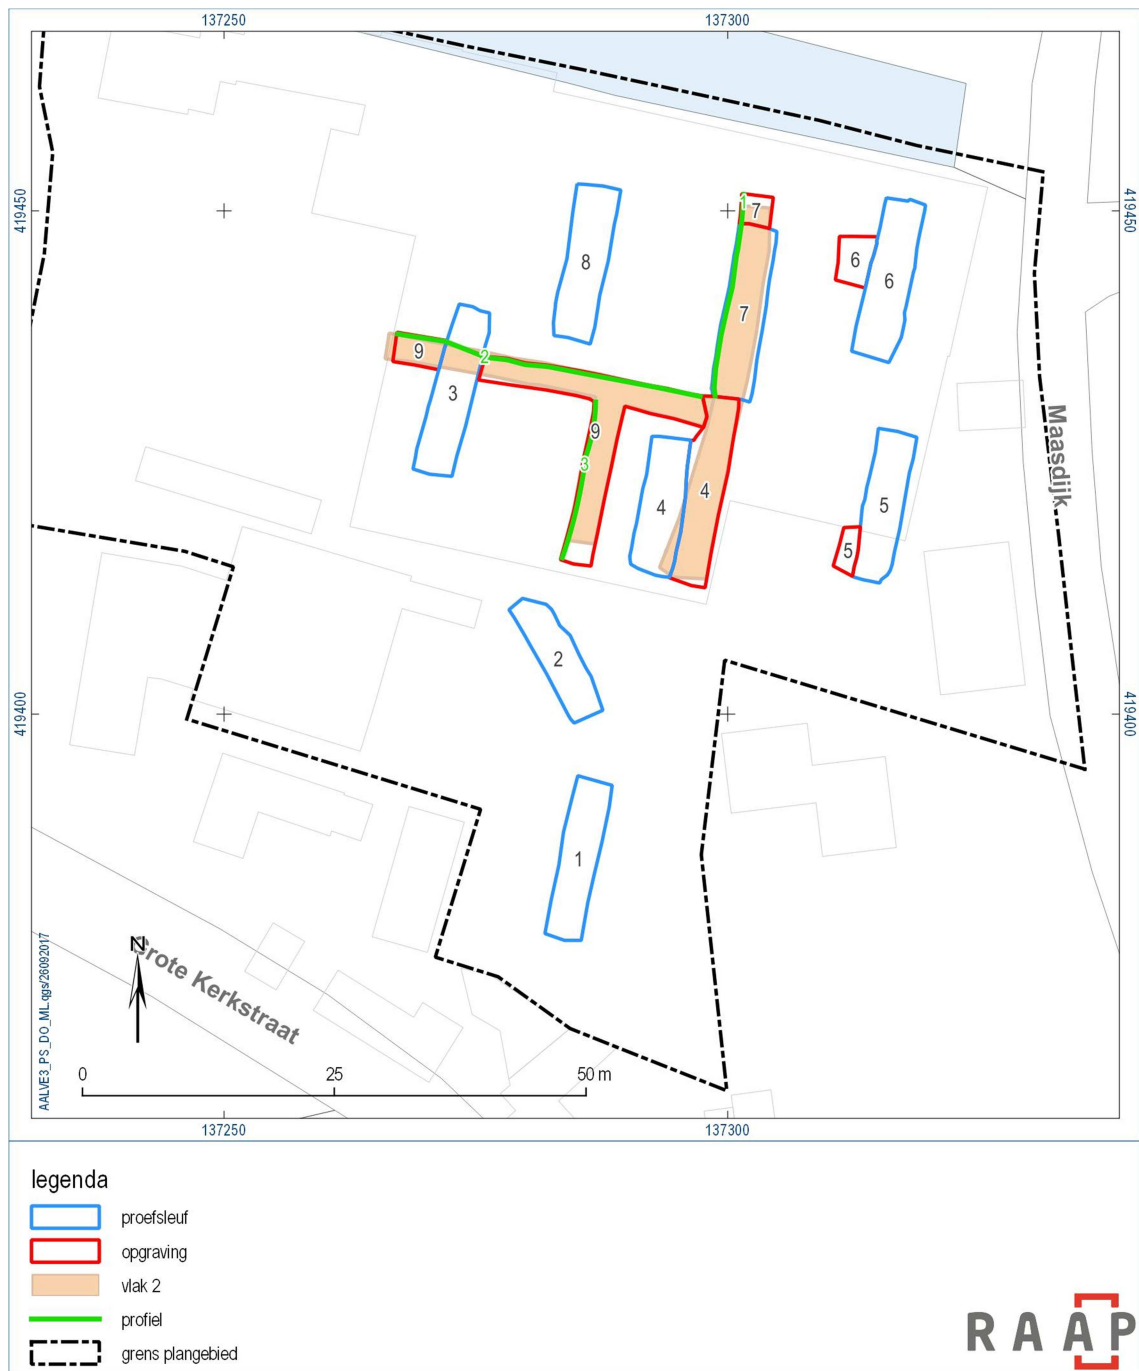 137250
137300
419450
419450
1
7
8
6
6
7
9
2
3
9
3
4
4
5
5
2
419400
419400
1
Maasdijk
N
Grote Kerkstraat
AALVE3_PS_DO_ML.qgs/26092017
0
25
50 m
137250
137300
legenda
proefsleuf
opgraving
vlak 2
profiel
grens plangebied
RAAP